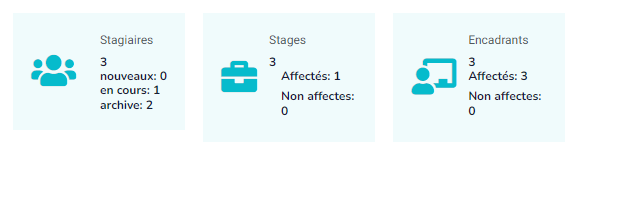 Stagiaires
3
nouveaux: 0
en cours: 1
archive: 2
Stages
3
Affectés: 1
Non affectes:
0
Encadrants
3
Affectés: 3
Non affectes:
0